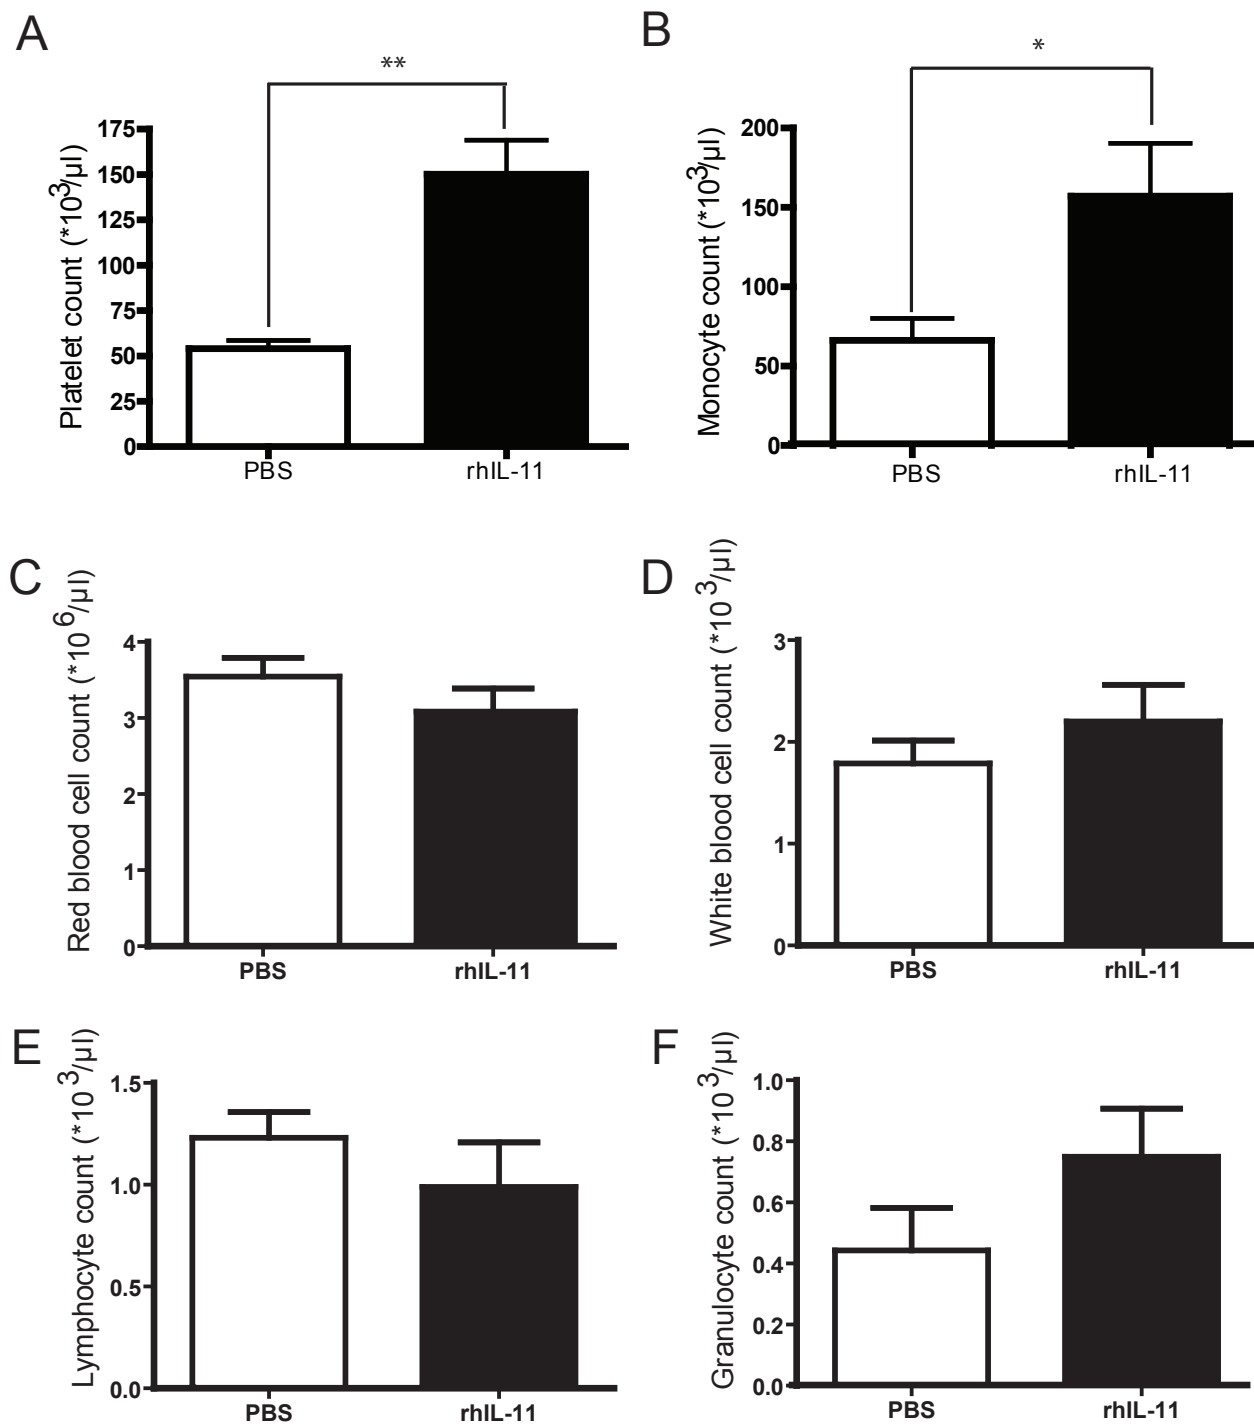 A
**
Platelet count (*10³/µl)
175
150
125
100
75
50
25
0
PBS
rhIL-11
B
*
Monocyte count (*10³/µl)
200
150
100
50
0
PBS
rhIL-11
C
Red blood cell count (*10⁶/µl)
4
3
2
1
0
PBS
rhIL-11
D
White blood cell count (*10³/µl)
3
2
1
0
PBS
rhIL-11
E
Lymphocyte count (*10³/µl)
1.5
1.0
0.5
0.0
PBS
rhIL-11
F
Granulocyte count (*10³/µl)
1.0
0.8
0.6
0.4
0.2
0.0
PBS
rhIL-11